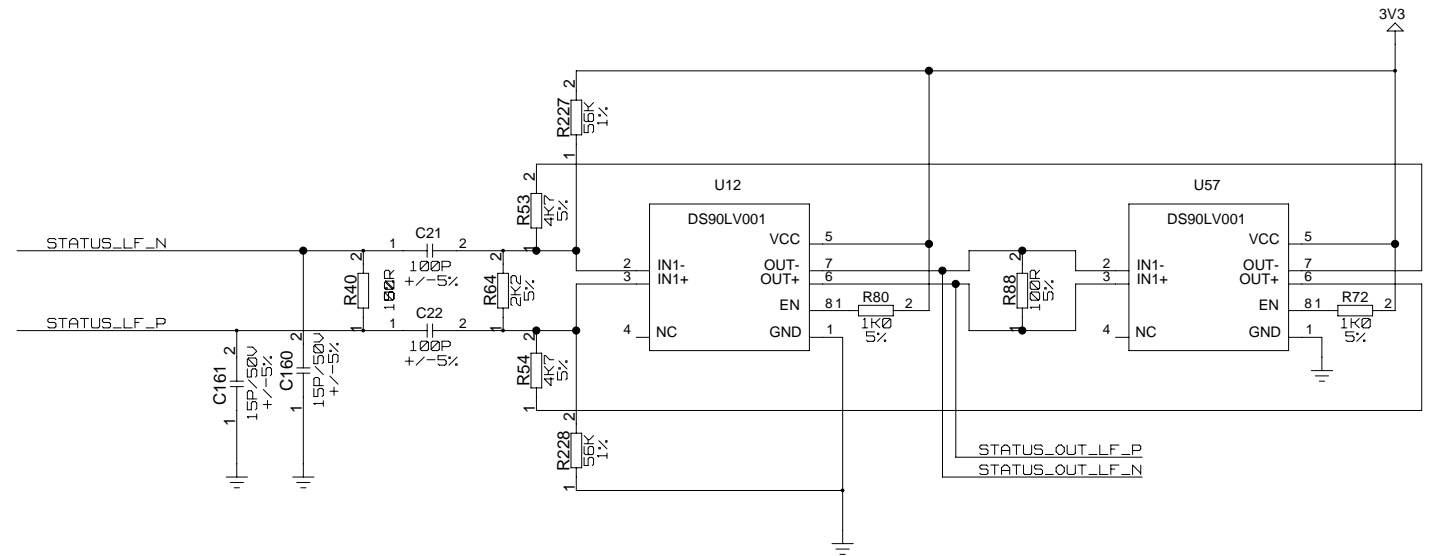 3V3
2
R227
56K
1%
1
U12
U57
2
R53
4K7
5%
1
DS90LV001
DS90LV001
STATUS_LF_N
1
C21
2
100P
+/-5%
VCC
5
VCC
5
2
R40
1
2
R64
2K2
5%
1
2
IN1-
OUT-
7
3
IN1+
OUT+
6
2
R88
100R
5%
1
2
IN1-
OUT-
7
3
IN1+
OUT+
6
EN
8
1
R80
2
1K0
5%
EN
8
1
R72
2
1K0
5%
STATUS_LF_P
1
C22
2
100P
+/-5%
4
NC
GND
1
4
NC
GND
1
2
C161
15P/50V
+/-5%
1
2
C160
15P/50V
+/-5%
1
2
R54
4K7
5%
1
2
R228
56K
1%
1
STATUS_OUT_LF_P
STATUS_OUT_LF_N